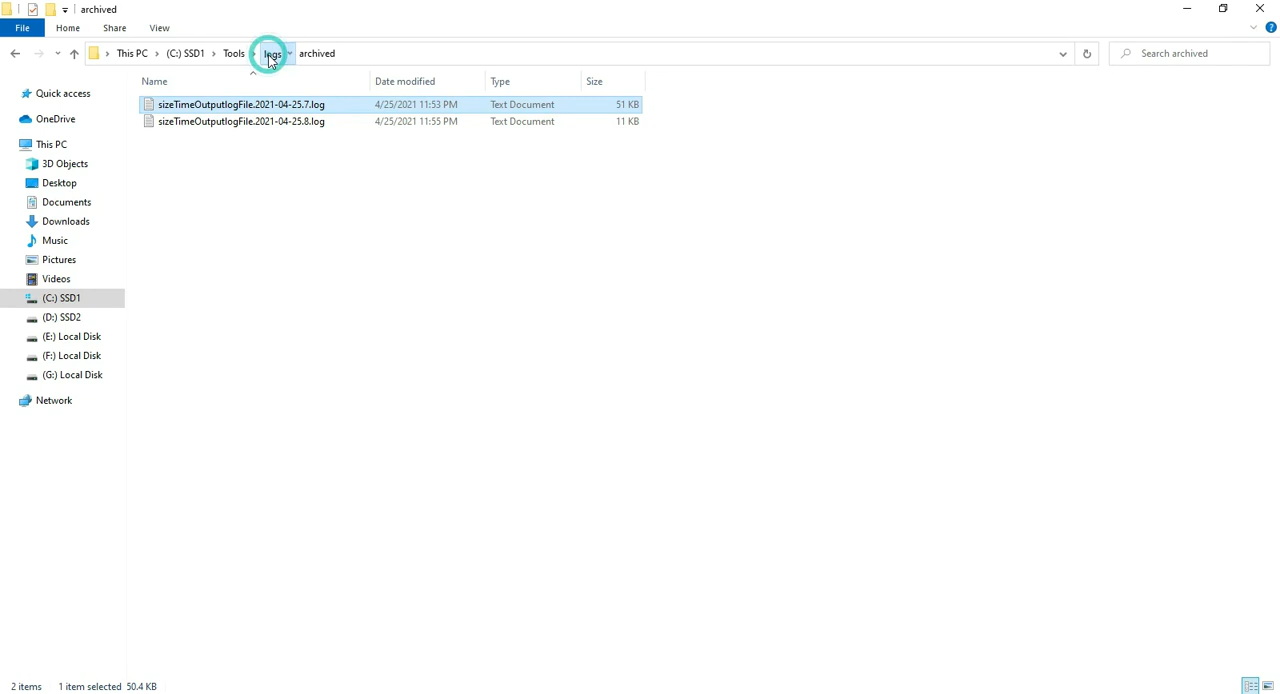 archived
File Home Share View
This PC (C:) SSD1 Tools logs archived Search archived
Name Date modified Type Size
sizeTimeOutputlogFile.2021-04-25.7.log 4/25/2021 11:53 PM Text Document 51 KB
sizeTimeOutputlogFile.2021-04-25.8.log 4/25/2021 11:55 PM Text Document 11 KB
Quick access
OneDrive
This PC
3D Objects
Desktop
Documents
Downloads
Music
Pictures
Videos
(C:) SSD1
(D:) SSD2
(E:) Local Disk
(F:) Local Disk
(G:) Local Disk
Network
2 items 1 item selected 50.4 KB